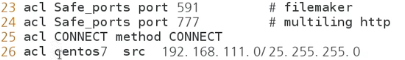 23 acl Safe_ports port 591 # filemaker
24 acl Safe_ports port 777 # multiling http
25 acl CONNECT method CONNECT
26 acl qentos7 src 192.168.111.0/25.255.255.0